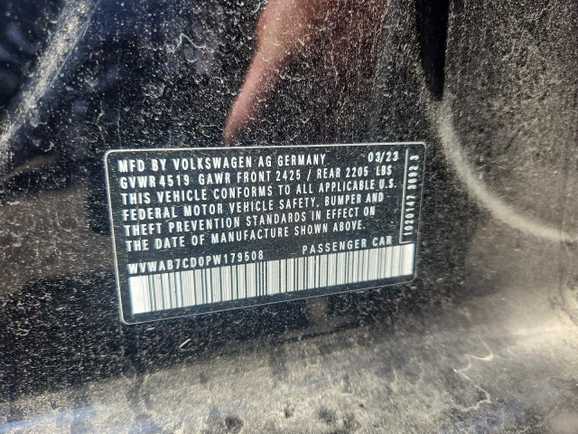 MFD BY VOLKSWAGEN AG GERMANY 03/23
GVWR 4519 GAWR FRONT 2425 / REAR 2205 LBS
THIS VEHICLE CONFORMS TO ALL APPLICABLE U.S.
FEDERAL MOTOR VEHICLE SAFETY, BUMPER AND
THEFT PREVENTION STANDARDS IN EFFECT ON
THE DATE OF MANUFACTURE SHOWN ABOVE.
WVWAB7CD0PW179508 PASSENGER CAR
1020147